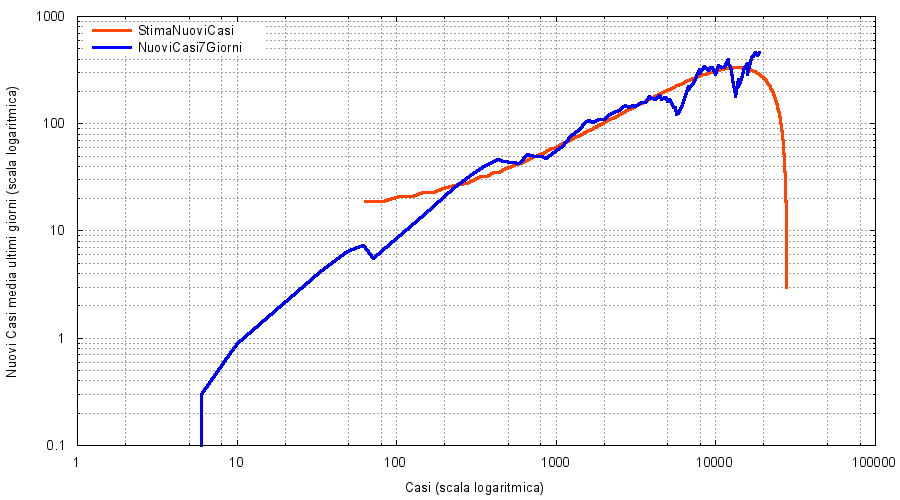 1000
StimaNuoviCasi
NuoviCasi7Giorni
100
10
1
0.1
Nuovi Casi media ultimi giorni (scala logaritmica)
1 10 100 1000 10000 100000
Casi (scala logaritmica)